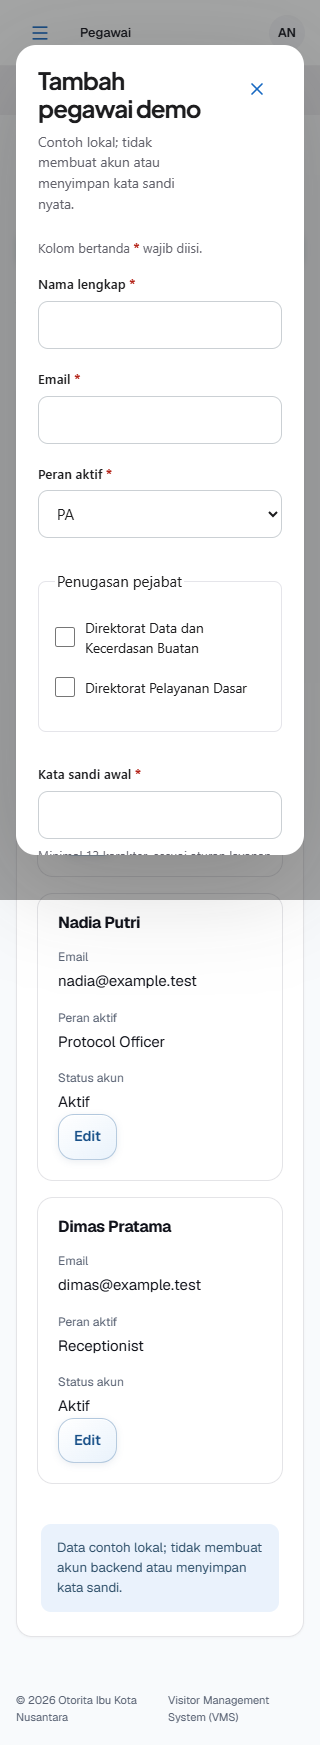 Pegawai
AN
Tambah
pegawai demo
Contoh lokal; tidak
membuat akun atau
menyimpan kata sandi
nyata.
Kolom bertanda * wajib diisi.
Nama lengkap *
Email *
Peran aktif *
PA
Penugasan pejabat
Direktorat Data dan
Kecerdasan Buatan
Direktorat Pelayanan Dasar
Kata sandi awal *
Nadia Putri
Email
nadia@example.test
Peran aktif
Protocol Officer
Status akun
Aktif
Edit
Dimas Pratama
Email
dimas@example.test
Peran aktif
Receptionist
Status akun
Aktif
Edit
Data contoh lokal; tidak membuat
akun backend atau menyimpan
kata sandi.
© 2026 Otorita Ibu Kota
Nusantara
Visitor Management
System (VMS)